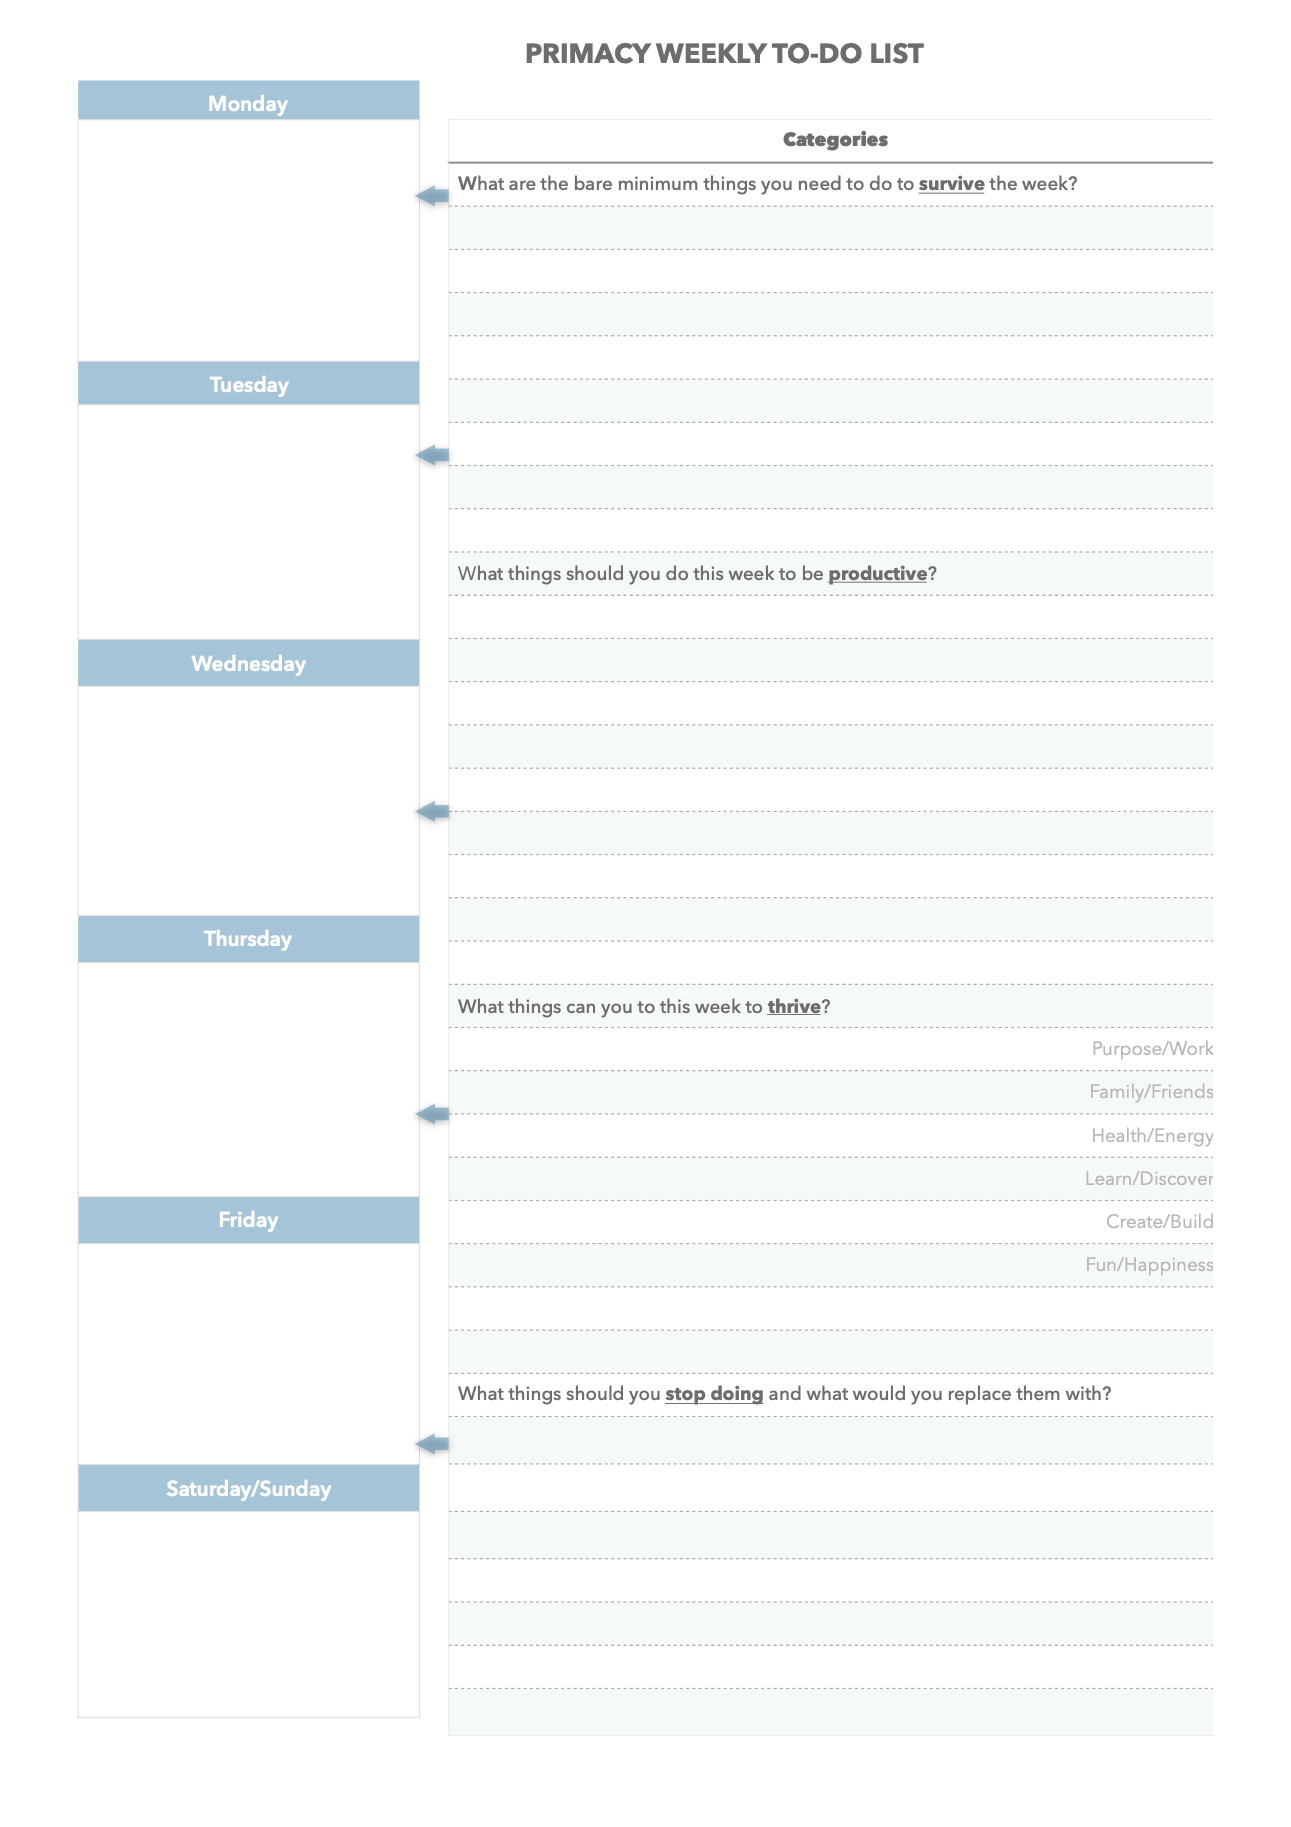 PRIMACY WEEKLY TO-DO LIST
Monday
Tuesday
Wednesday
Thursday
Friday
Saturday/Sunday
Categories
What are the bare minimum things you need to do to survive the week?
What things should you do this week to be productive?
What things can you to this week to thrive?
Purpose/Work
Family/Friends
Health/Energy
Learn/Discover
Create/Build
Fun/Happiness
What things should you stop doing and what would you replace them with?